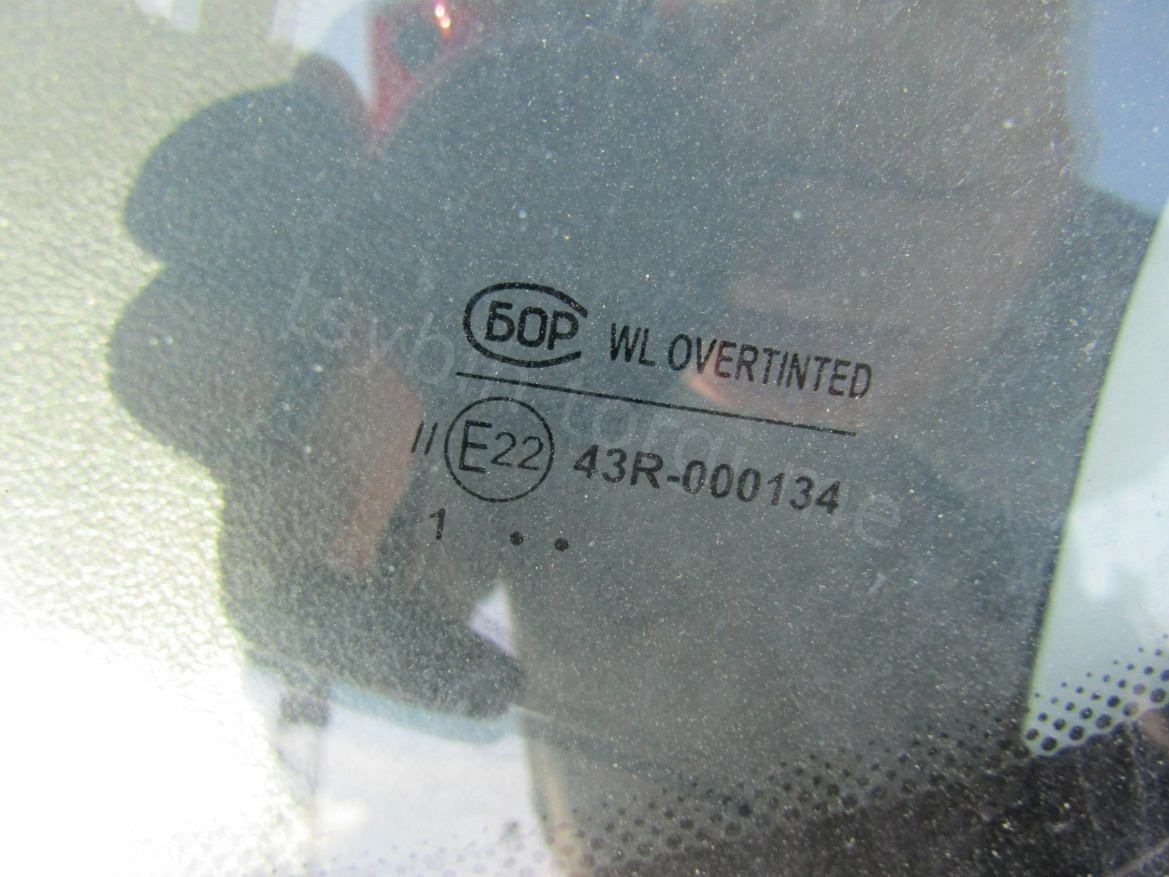 БОР WL OVERTINTED
II E22 43R-000134
1 . .